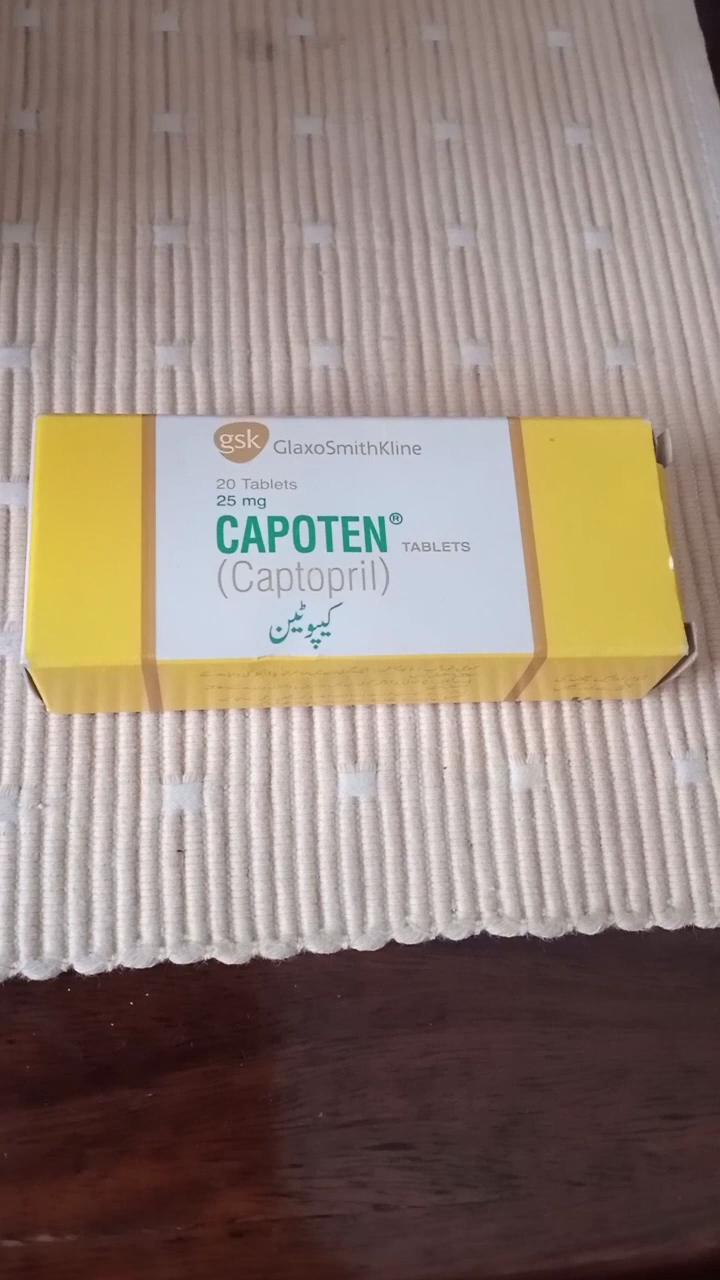 gsk GlaxoSmithKline
20 Tablets
25 mg
CAPOTEN® TABLETS
(Captopril)
کیپوٹین